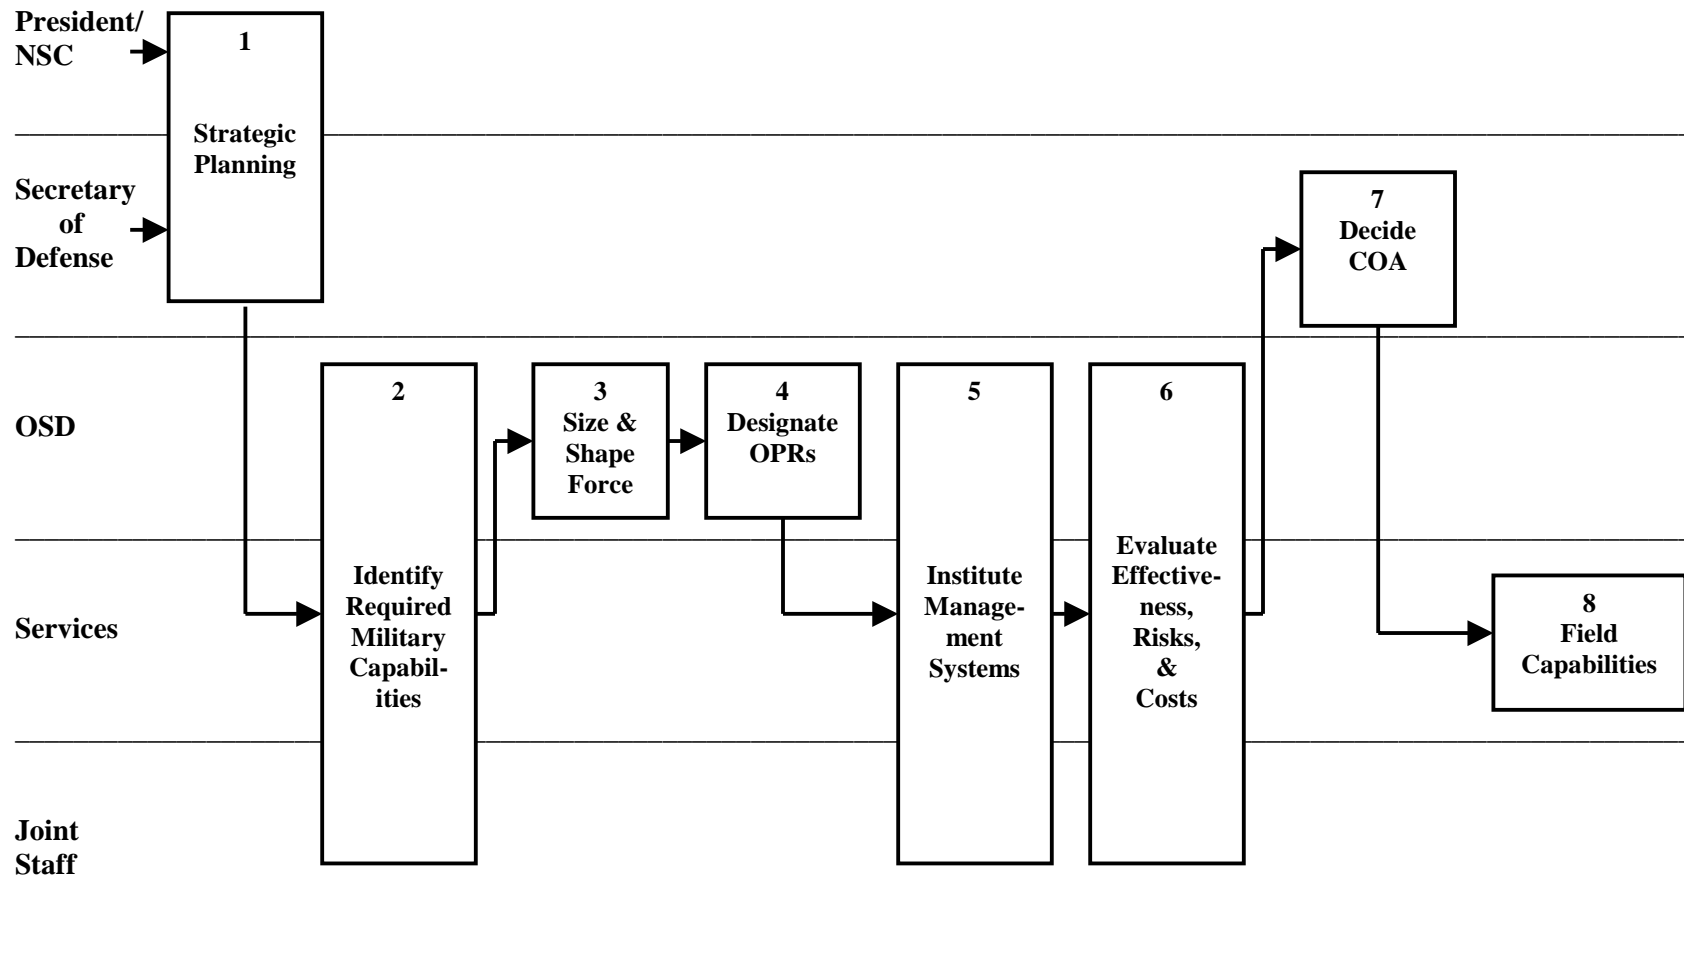 President/
NSC
1
Strategic
Planning
Secretary
of
Defense
7
Decide
COA
OSD
2
Identify
Required
Military
Capabil-
ities
3
Size &
Shape
Force
4
Designate
OPRs
5
Institute
Manage-
ment
Systems
6
Evaluate
Effective-
ness,
Risks,
&
Costs
Services
8
Field
Capabilities
Joint
Staff